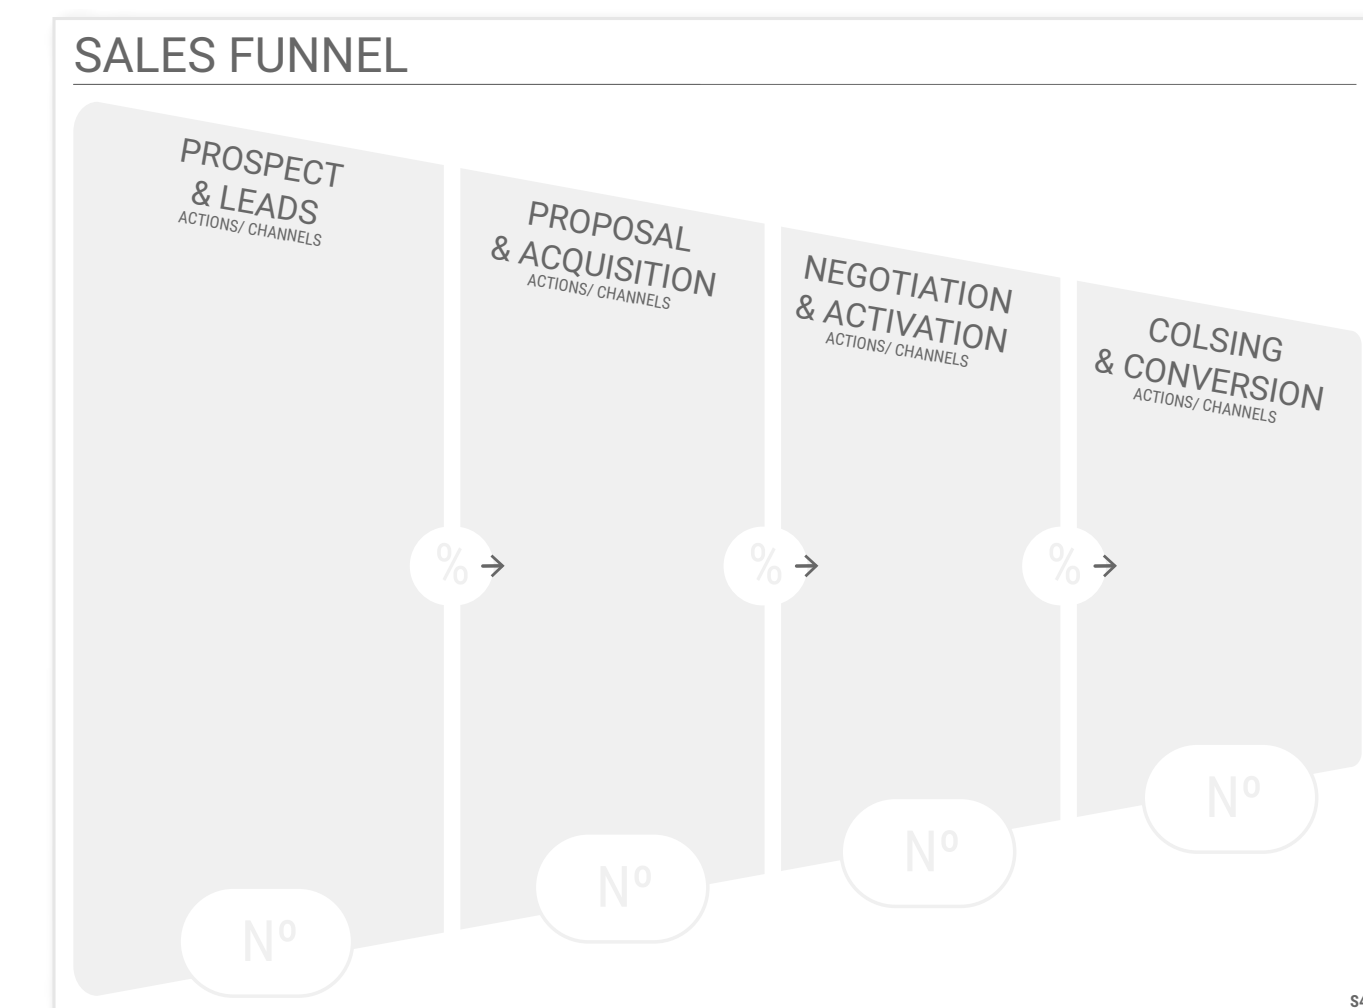 SALES FUNNEL
PROSPECT
& LEADS
ACTIONS/ CHANNELS
PROPOSAL
& ACQUISITION
ACTIONS/ CHANNELS
NEGOTIATION
& ACTIVATION
ACTIONS/ CHANNELS
COLSING
& CONVERSION
ACTIONS/ CHANNELS
%
%
%
Nº
Nº
Nº
Nº